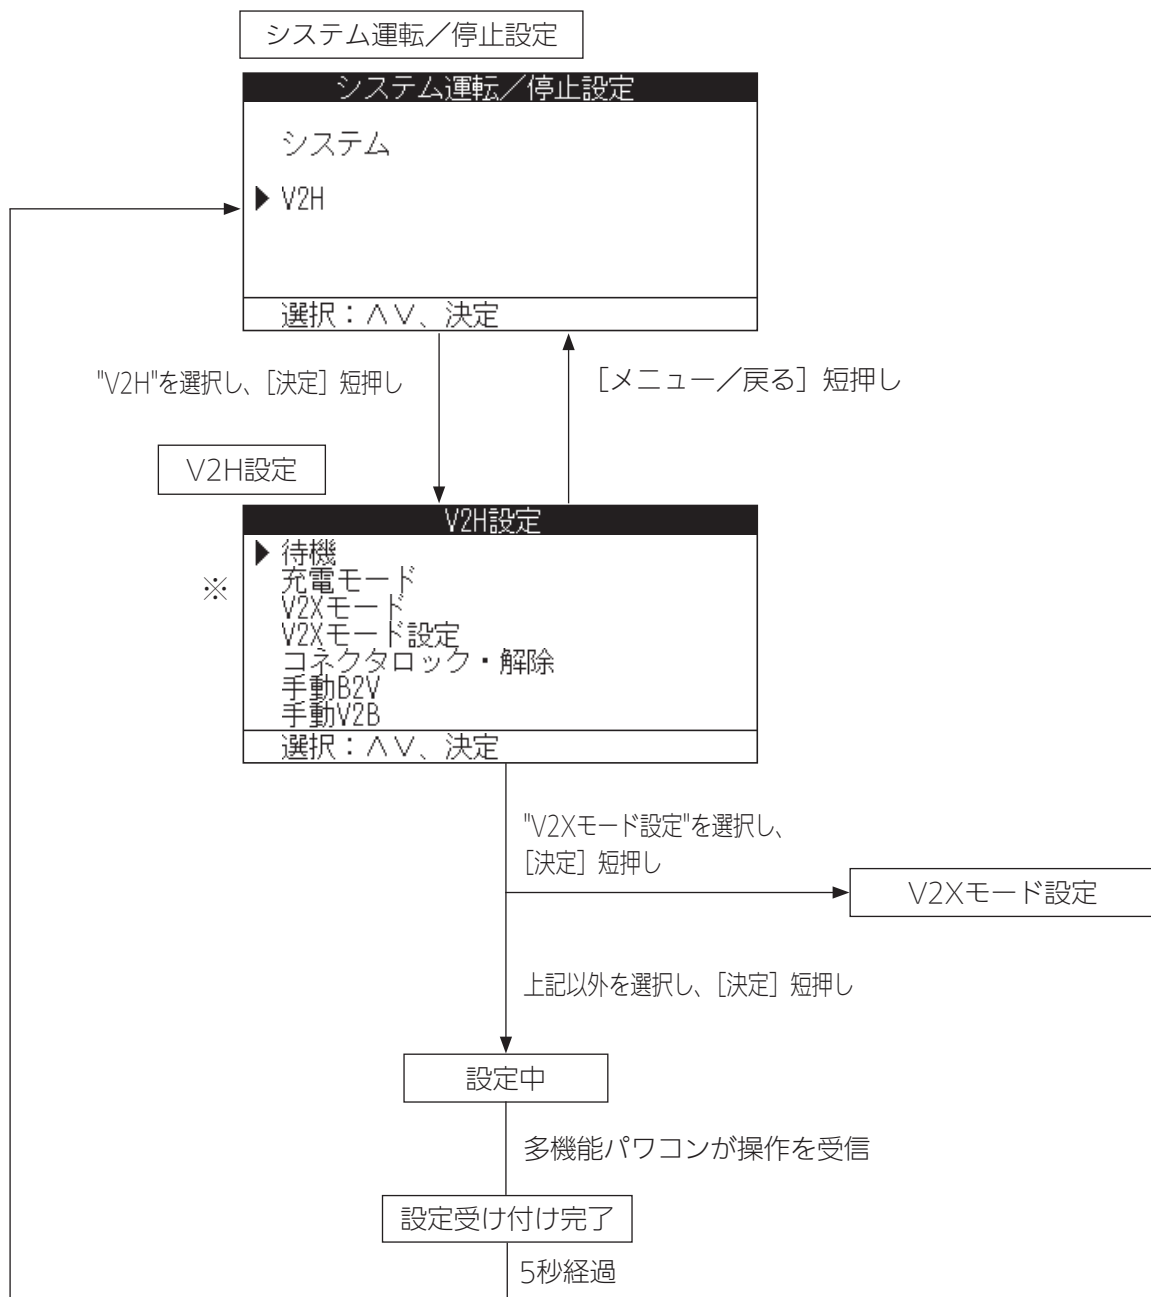 システム運転／停止設定
システム運転／停止設定
システム
▶ V2H
選択：∧∨、決定
"V2H"を選択し、［決定］短押し
［メニュー／戻る］短押し
V2H設定
V2H設定
▶ 待機
※
充電モード
V2Xモード
V2Xモード設定
コネクタロック・解除
手動B2V
手動V2B
選択：∧∨、決定
"V2Xモード設定"を選択し、
［決定］短押し
V2Xモード設定
上記以外を選択し、［決定］短押し
設定中
多機能パワコンが操作を受信
設定受け付け完了
5秒経過